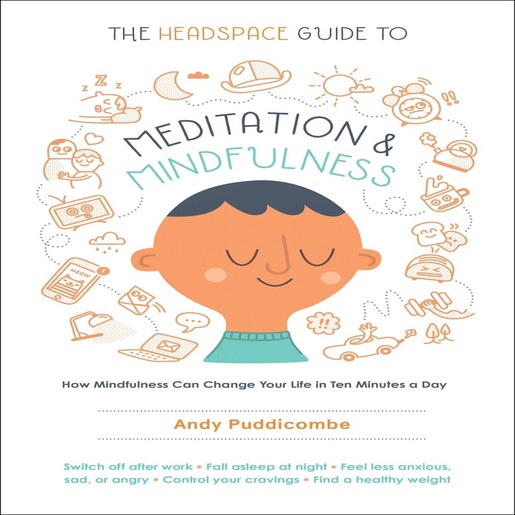 THE HEADSPACE GUIDE TO
MEDITATION &
MINDFULNESS
z z z
!!
MEOW
!
?!!
How Mindfulness Can Change Your Life in Ten Minutes a Day
Andy Puddicombe
Switch off after work • Fall asleep at night • Feel less anxious,
sad, or angry • Control your cravings • Find a healthy weight